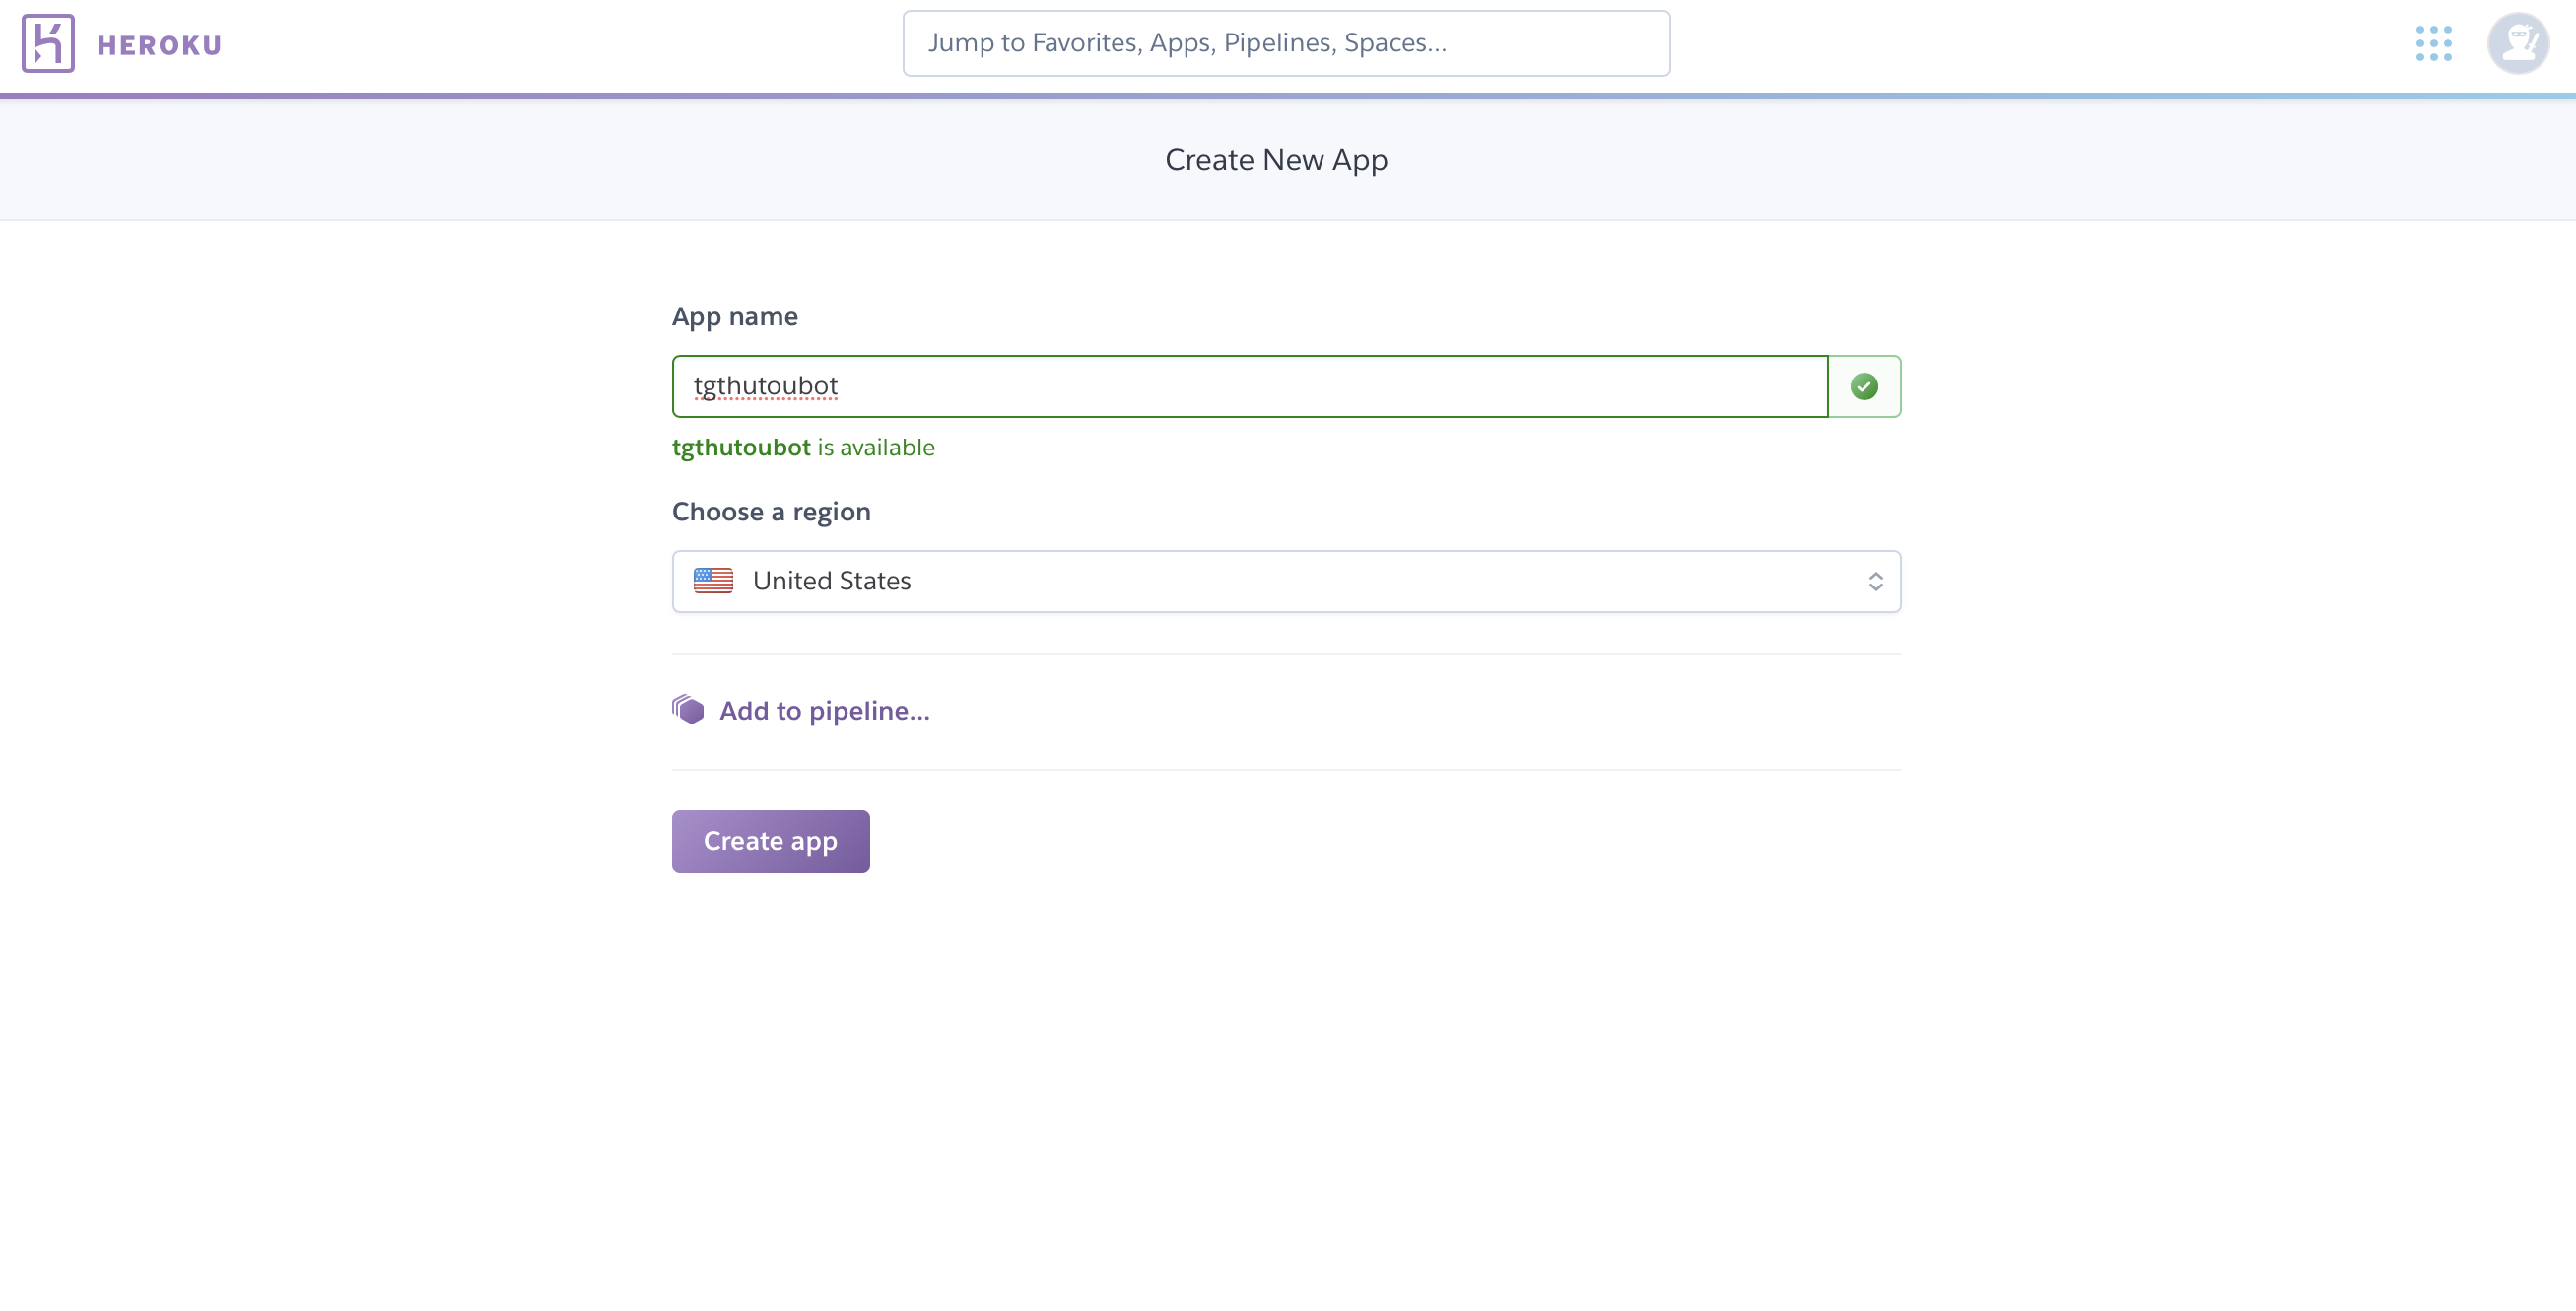 HEROKU
Jump to Favorites, Apps, Pipelines, Spaces...
Create New App
App name
tgthutoubot
tgthutoubot is available
Choose a region
United States
Add to pipeline...
Create app